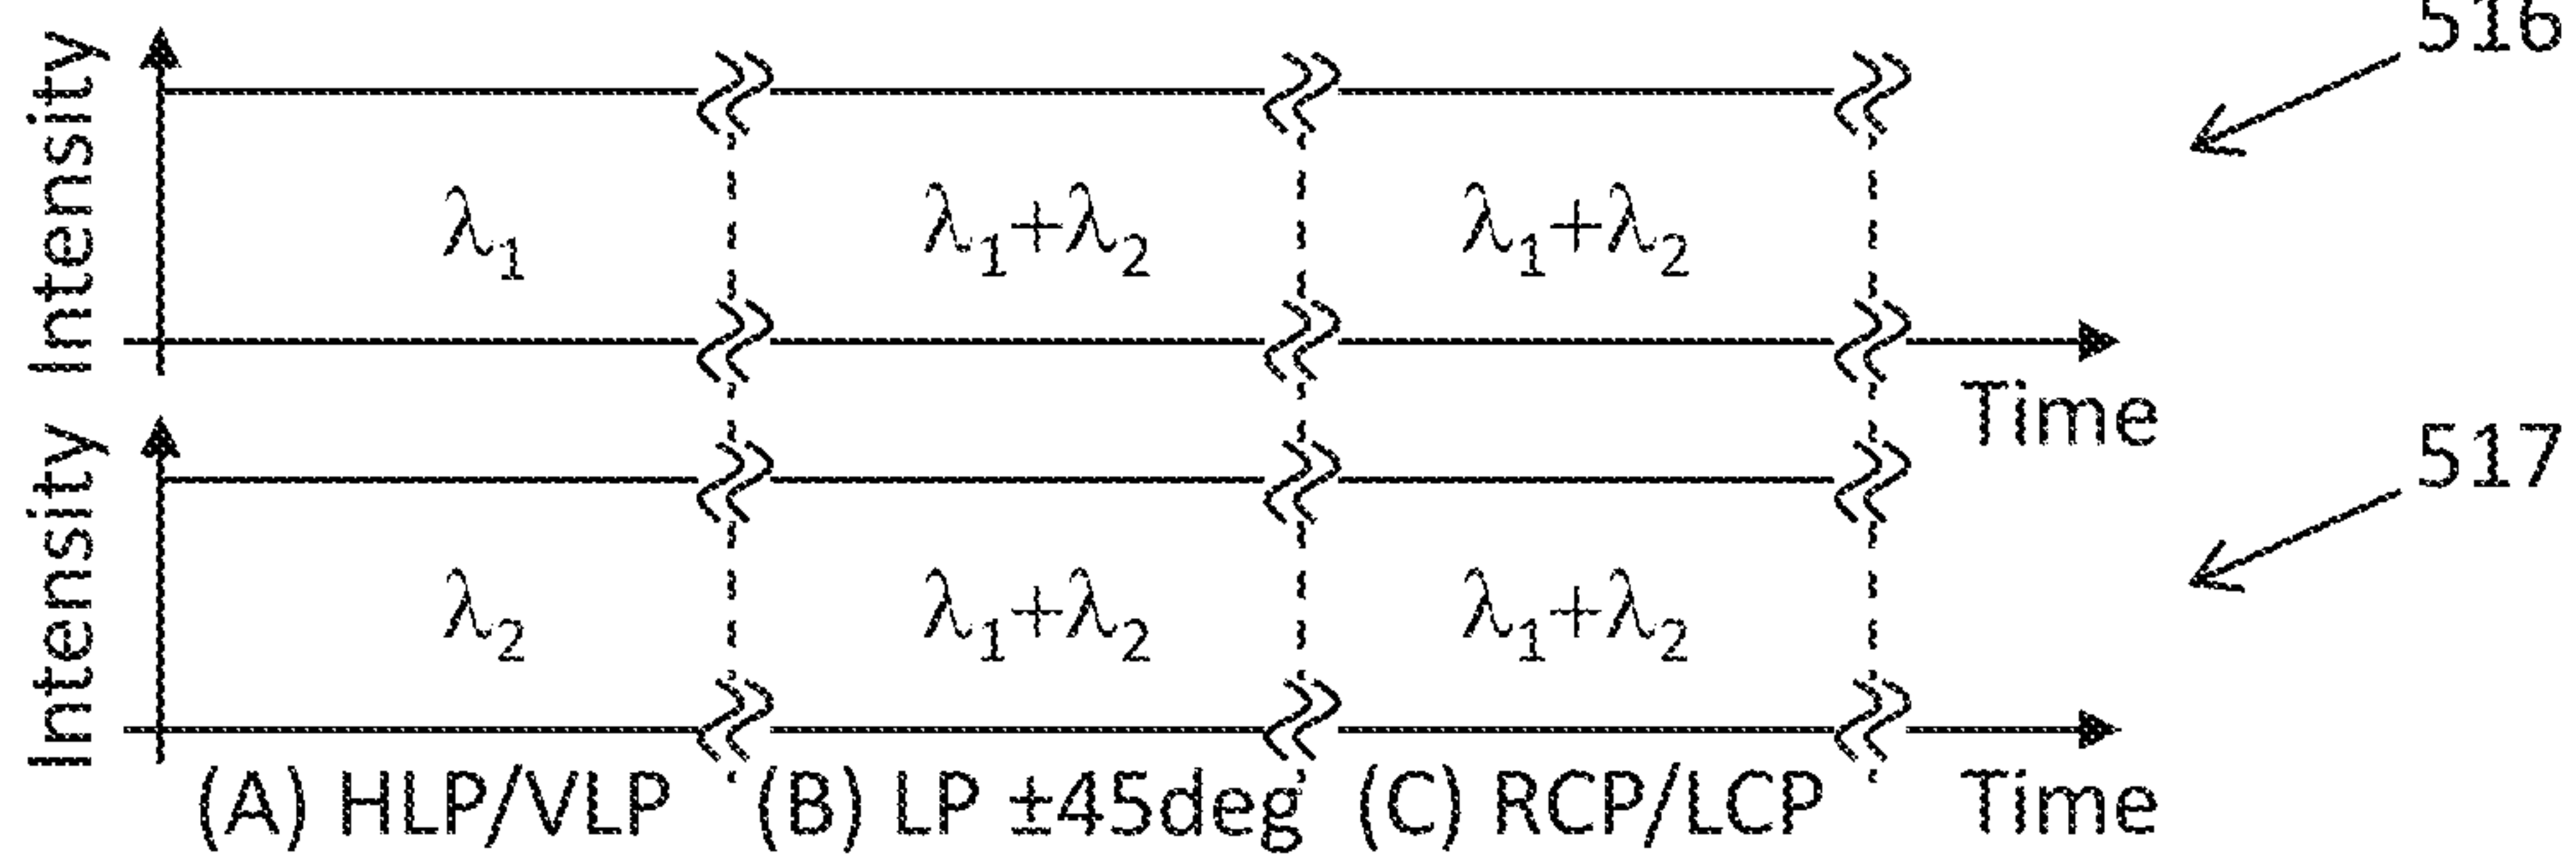 516
Intensity
λ1 λ1+λ2 λ1+λ2
Time
517
Intensity
λ2 λ1+λ2 λ1+λ2
(A) HLP/VLP (B) LP ±45deg (C) RCP/LCP Time